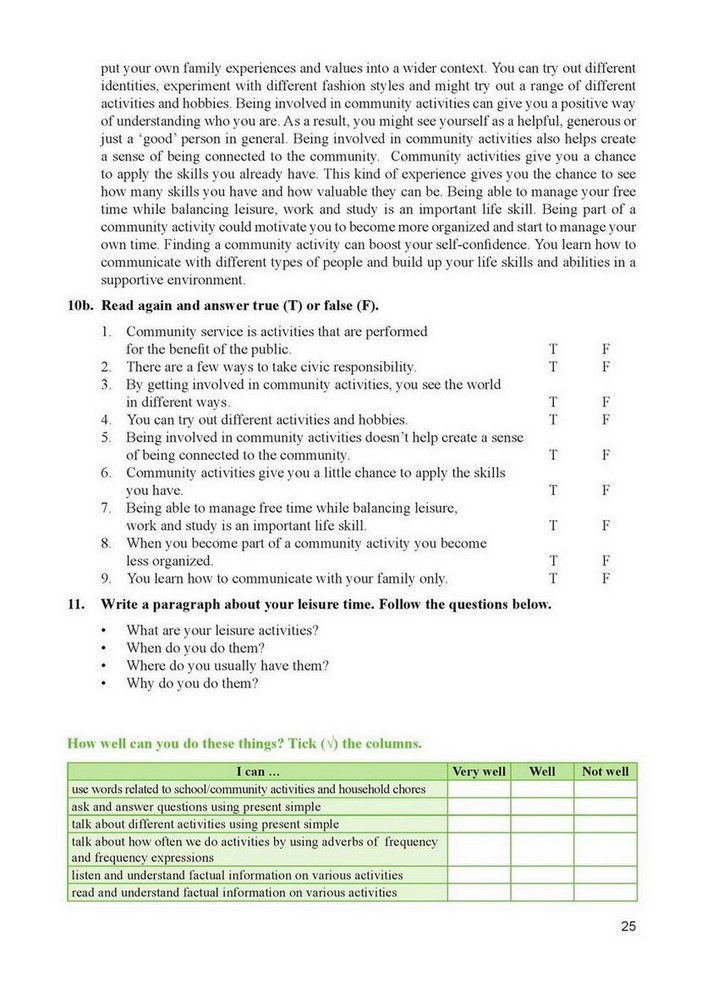 put your own family experiences and values into a wider context. You can try out different
identities, experiment with different fashion styles and might try out a range of different
activities and hobbies. Being involved in community activities can give you a positive way
of understanding who you are. As a result, you might see yourself as a helpful, generous or
just a ‘good’ person in general. Being involved in community activities also helps create
a sense of being connected to the community. Community activities give you a chance
to apply the skills you already have. This kind of experience gives you the chance to see
how many skills you have and how valuable they can be. Being able to manage your free
time while balancing leisure, work and study is an important life skill. Being part of a
community activity could motivate you to become more organized and start to manage your
own time. Finding a community activity can boost your self-confidence. You learn how to
communicate with different types of people and build up your life skills and abilities in a
supportive environment.
10b. Read again and answer true (T) or false (F).
1. Community service is activities that are performed
for the benefit of the public. T F
2. There are a few ways to take civic responsibility. T F
3. By getting involved in community activities, you see the world
in different ways. T F
4. You can try out different activities and hobbies. T F
5. Being involved in community activities doesn’t help create a sense
of being connected to the community. T F
6. Community activities give you a little chance to apply the skills
you have. T F
7. Being able to manage free time while balancing leisure,
work and study is an important life skill. T F
8. When you become part of a community activity you become
less organized. T F
9. You learn how to communicate with your family only. T F
11. Write a paragraph about your leisure time. Follow the questions below.
• What are your leisure activities?
• When do you do them?
• Where do you usually have them?
• Why do you do them?
How well can you do these things? Tick (√) the columns.
I can … Very well Well Not well
use words related to school/community activities and household chores
ask and answer questions using present simple
talk about different activities using present simple
talk about how often we do activities by using adverbs of frequency
and frequency expressions
listen and understand factual information on various activities
read and understand factual information on various activities
25